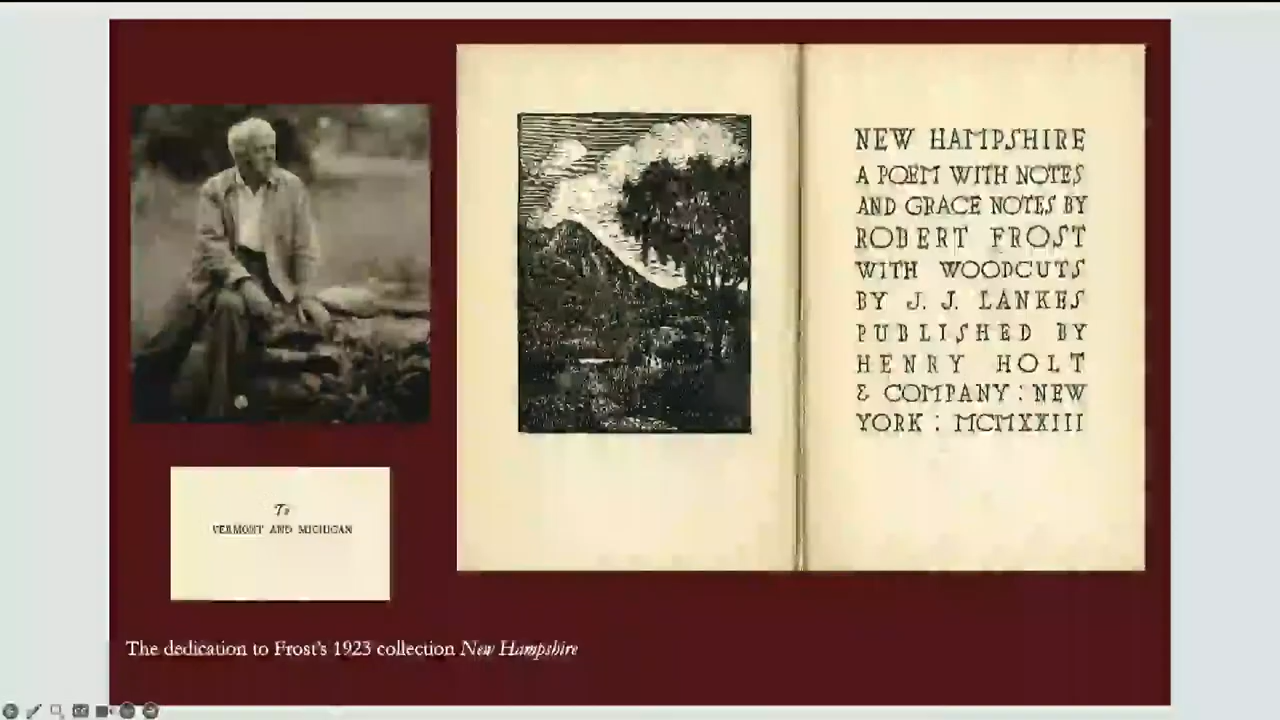 NEW HAMPSHIRE
A POEM WITH NOTES
AND GRACE NOTES BY
ROBERT FROST
WITH WOODCUTS
BY J. J. LANKES
PUBLISHED BY
HENRY HOLT
& COMPANY : NEW
YORK : MCMXXIII
To
VERMONT AND MICHIGAN
The dedication to Frost's 1923 collection New Hampshire